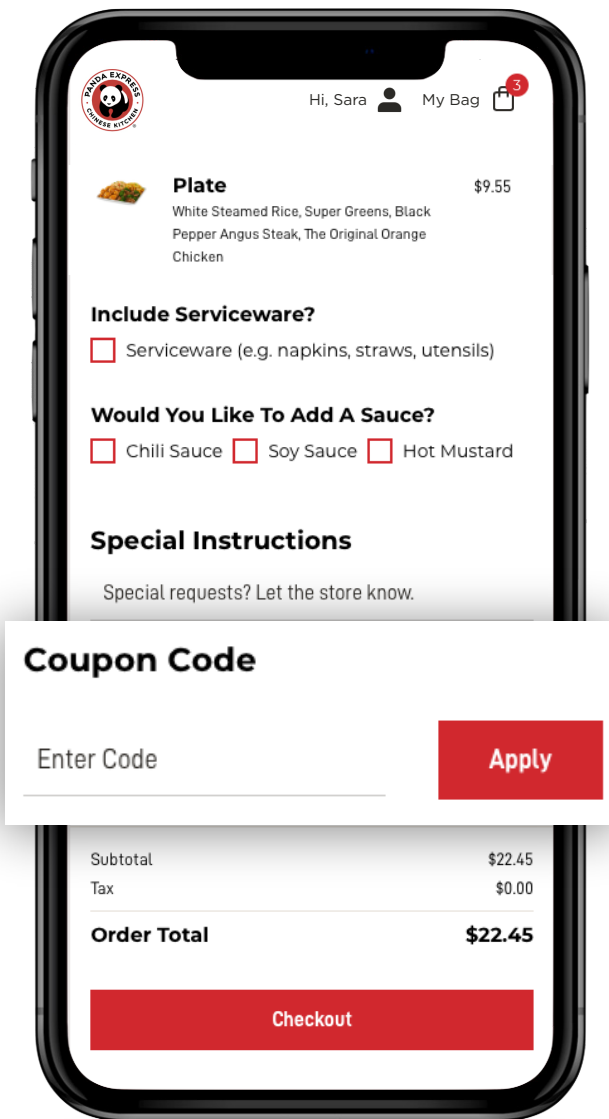 PANDA EXPRESS
CHINESE KITCHEN
Hi, Sara My Bag 3
Plate $9.55
White Steamed Rice, Super Greens, Black
Pepper Angus Steak, The Original Orange
Chicken
Include Serviceware?
Serviceware (e.g. napkins, straws, utensils)
Would You Like To Add A Sauce?
Chili Sauce Soy Sauce Hot Mustard
Special Instructions
Special requests? Let the store know.
Coupon Code
Enter Code Apply
Subtotal $22.45
Tax $0.00
Order Total $22.45
Checkout